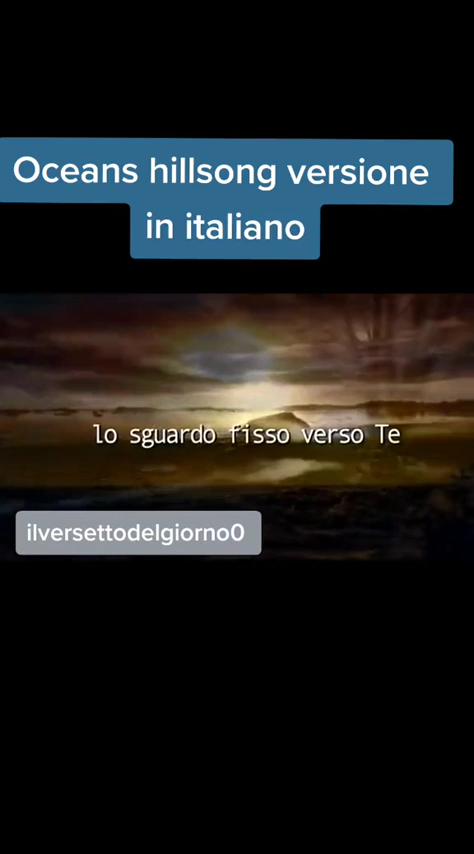 Oceans hillsong versione
in italiano
lo sguardo fisso verso Te
ilversettodelgiorno0